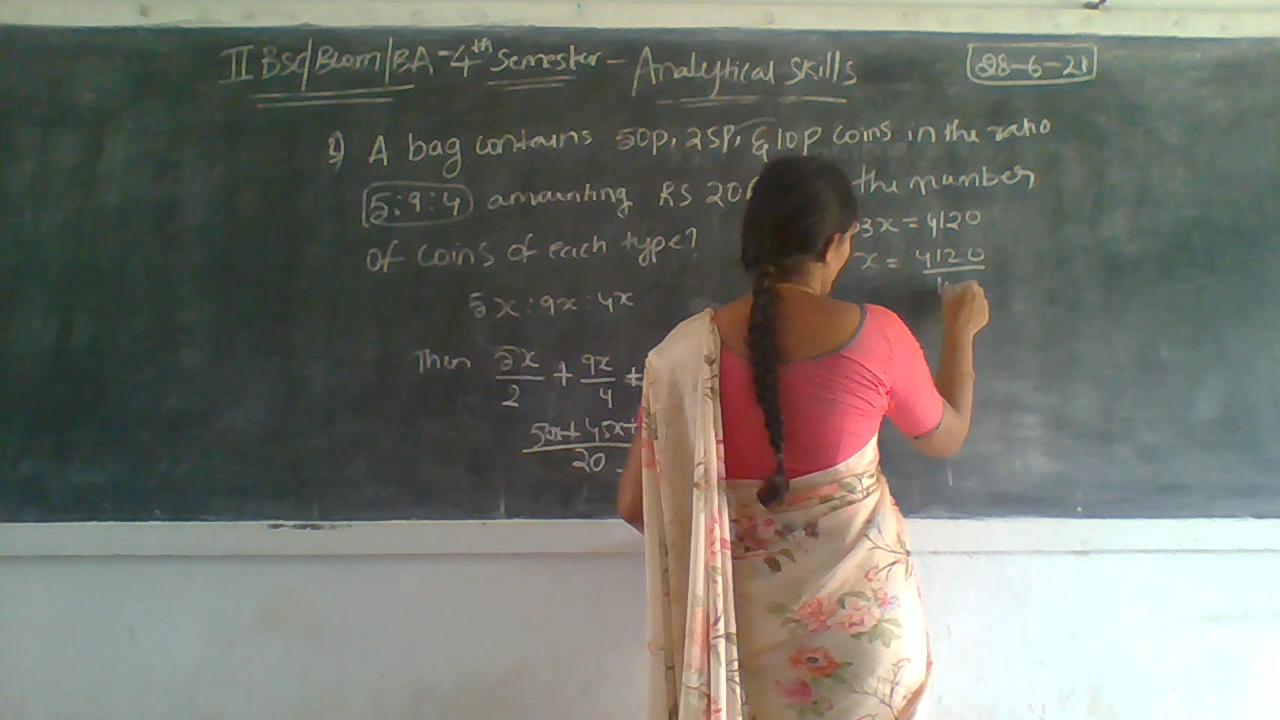 II BSc/Bcom/BA - 4th Semester - Analytical Skills
28-6-21
2) A bag contains 50p, 25p, & 10p coins in the ratio
5:9:4 amounting RS 20 the number
of coins of each type?
5x : 9x : 4x
Then 5x/2 + 9x/4 +
50x + 45x +
20
3x = 4120
x = 4120
1